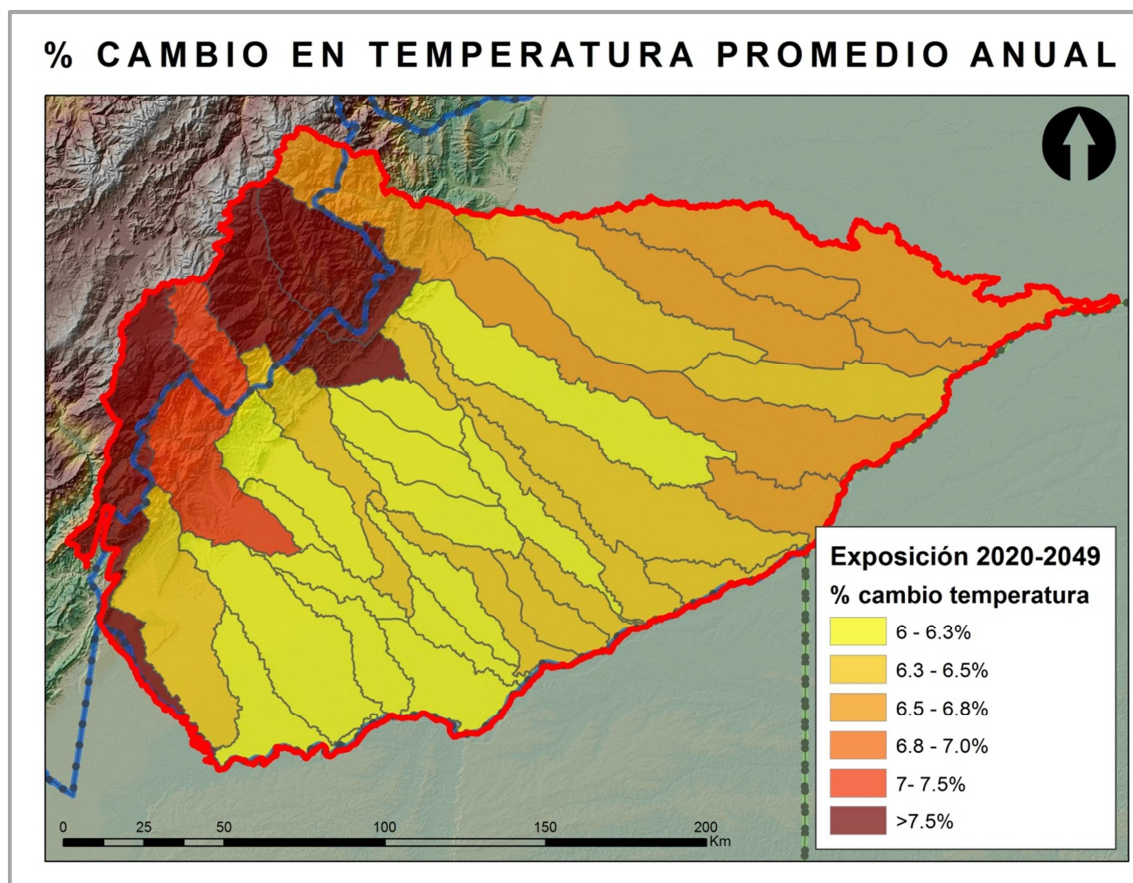 % CAMBIO EN TEMPERATURA PROMEDIO ANUAL
Exposición 2020-2049
% cambio temperatura
6 - 6.3%
6.3 - 6.5%
6.5 - 6.8%
6.8 - 7.0%
7- 7.5%
>7.5%
0 25 50 100 150 200
Km